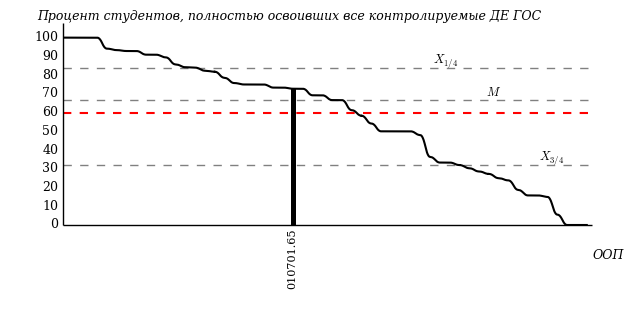 Процент студентов, полностью освоивших все контролируемые ДЕ ГОС
100
90
80
70
60
50
40
30
20
10
0
X1/4
M
X3/4
010701.65
ООП